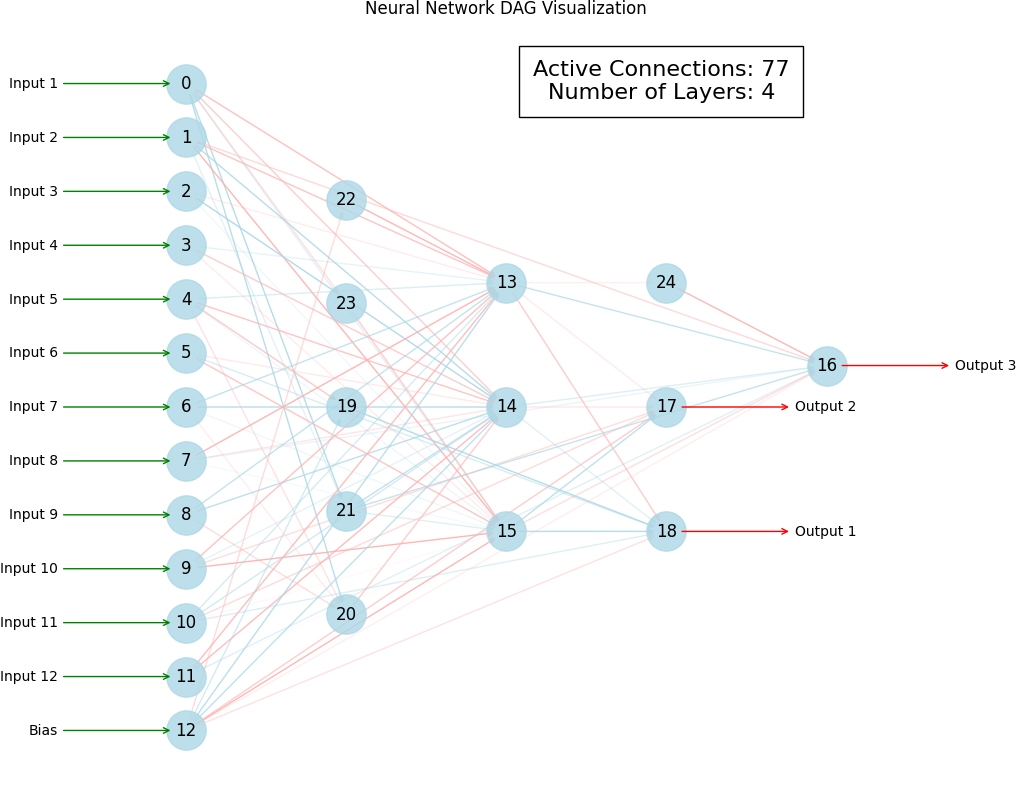 Neural Network DAG Visualization
Active Connections: 77
Number of Layers: 4
Input 1 0
Input 2 1
Input 3 2
Input 4 3
Input 5 4
Input 6 5
Input 7 6
Input 8 7
Input 9 8
Input 10 9
Input 11 10
Input 12 11
Bias 12
22
23
19
21
20
13
14
15
24
17 Output 2
18 Output 1
16 Output 3